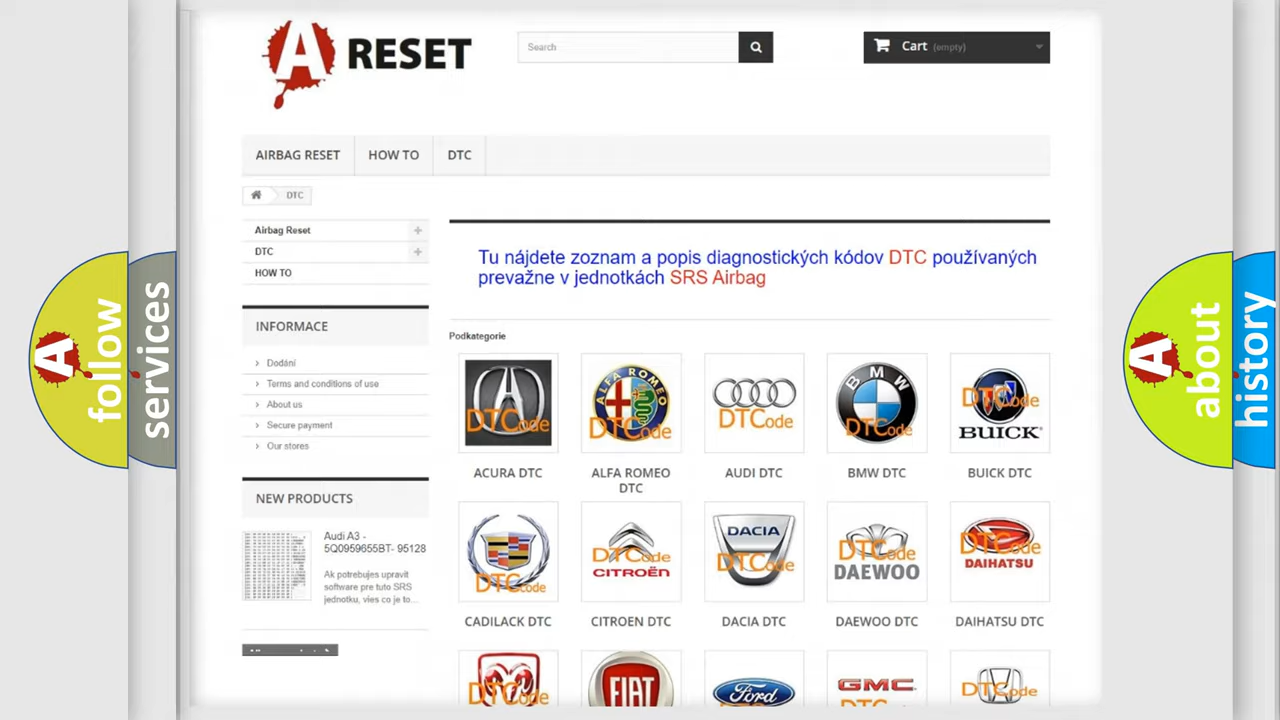 A RESET
Search
Cart (empty)
AIRBAG RESET
HOW TO
DTC
DTC
Airbag Reset
DTC
HOW TO
INFORMACE
Dodání
Terms and conditions of use
About us
Secure payment
Our stores
NEW PRODUCTS
Audi A3 -
5Q0959655BT- 95128
Ak potrebujes upravit
software pre tuto SRS
jednotku, vies co je to...
Tu nájdete zoznam a popis diagnostických kódov DTC používaných
prevažne v jednotkách SRS Airbag
Podkategorie
DTCode
ALFA ROMEO
DTCode
DTCode
BMW
DTCode
DTCode
BUICK
ACURA DTC
ALFA ROMEO
DTC
AUDI DTC
BMW DTC
BUICK DTC
DTCode
DTCode
CITROËN
DACIA
DTCode
DTCode
DAEWOO
DTCode
DAIHATSU
CADILACK DTC
CITROEN DTC
DACIA DTC
DAEWOO DTC
DAIHATSU DTC
DTCode
FIAT
Ford
GMC
DTCode
A follow
services
A about
history